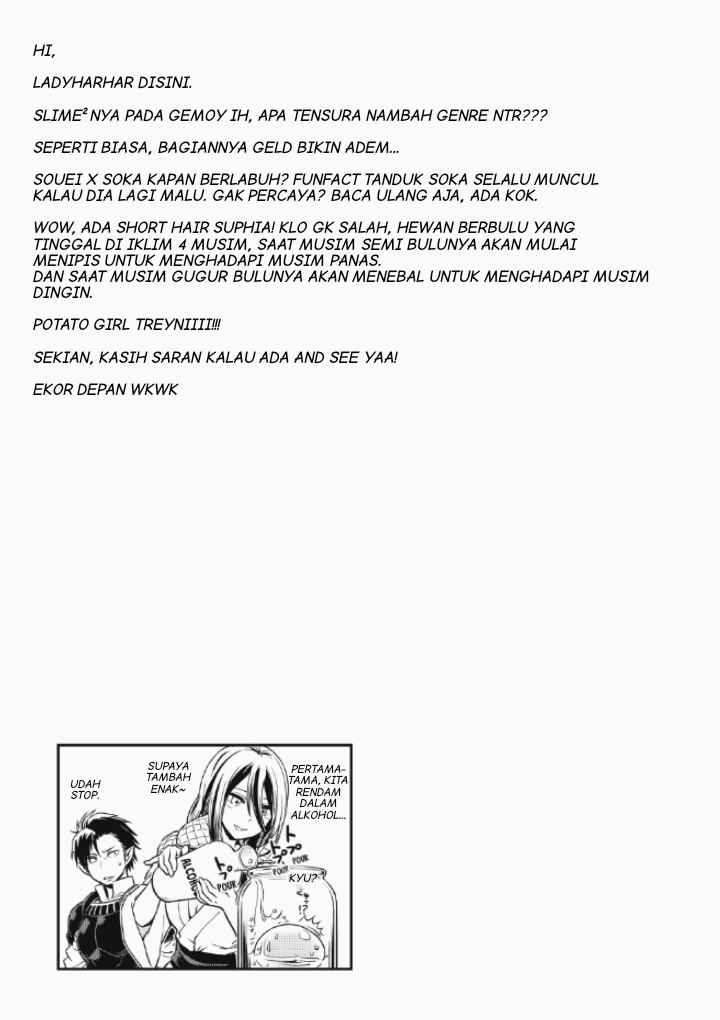 HI,
LADYHARHAR DISINI.
SLIME² NYA PADA GEMOY IH, APA TENSURA NAMBAH GENRE NTR???
SEPERTI BIASA, BAGIANNYA GELD BIKIN ADEM...
SOUEI X SOKA KAPAN BERLABUH? FUNFACT TANDUK SOKA SELALU MUNCUL
KALAU DIA LAGI MALU. GAK PERCAYA? BACA ULANG AJA, ADA KOK.
WOW, ADA SHORT HAIR SUPHIA! KLO GK SALAH, HEWAN BERBULU YANG
TINGGAL DI IKLIM 4 MUSIM, SAAT MUSIM SEMI BULUNYA AKAN MULAI
MENIPIS UNTUK MENGHADAPI MUSIM PANAS.
DAN SAAT MUSIM GUGUR BULUNYA AKAN MENEBAL UNTUK MENGHADAPI MUSIM
DINGIN.
POTATO GIRL TREYNIIII!!!
SEKIAN, KASIH SARAN KALAU ADA AND SEE YAA!
EKOR DEPAN WKWK
PERTAMA-
TAMA, KITA
RENDAM
DALAM
ALKOHOL...
SUPAYA
TAMBAH
ENAK~
UDAH
STOP.
POUR
POUR
POUR
KYU?